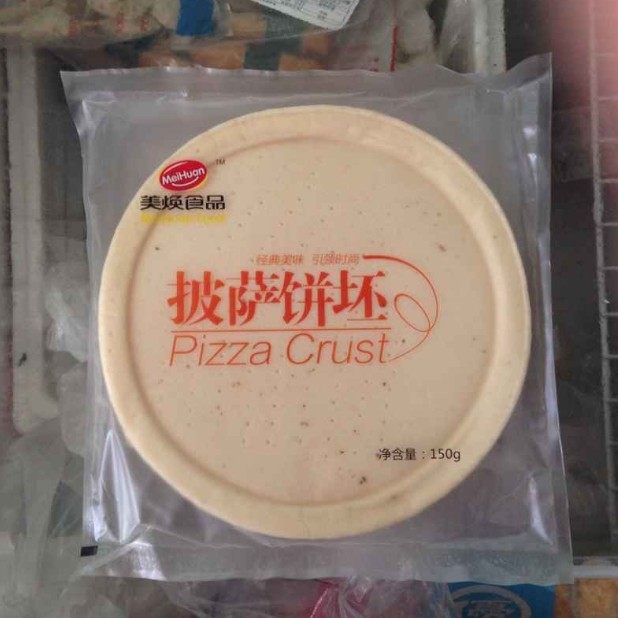 MeiHuan
TM
美焕食品
经典美味 引领时尚
披萨饼坯
Pizza Crust
净含量：150g